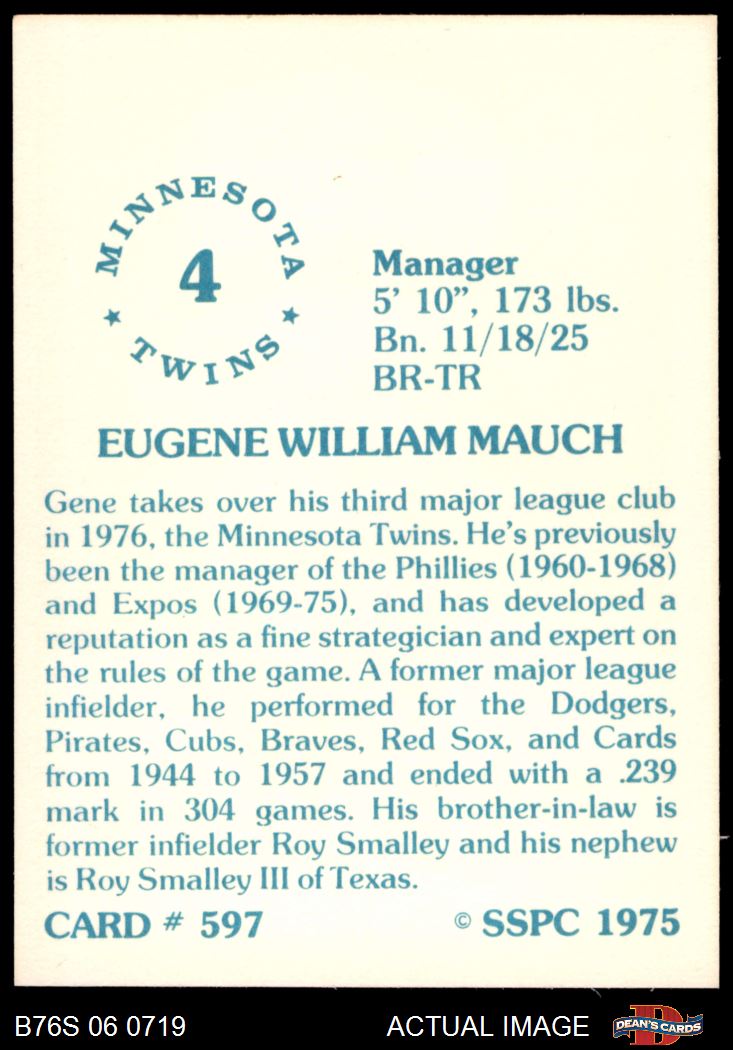 MINNESOTA
4
★ TWINS ★
Manager
5' 10”, 173 lbs.
Bn. 11/18/25
BR-TR
EUGENE WILLIAM MAUCH
Gene takes over his third major league club
in 1976, the Minnesota Twins. He's previously
been the manager of the Phillies (1960-1968)
and Expos (1969-75), and has developed a
reputation as a fine strategician and expert on
the rules of the game. A former major league
infielder, he performed for the Dodgers,
Pirates, Cubs, Braves, Red Sox, and Cards
from 1944 to 1957 and ended with a .239
mark in 304 games. His brother-in-law is
former infielder Roy Smalley and his nephew
is Roy Smalley III of Texas.
CARD # 597 © SSPC 1975
B76S 06 0719 ACTUAL IMAGE D DEAN'S CARDS